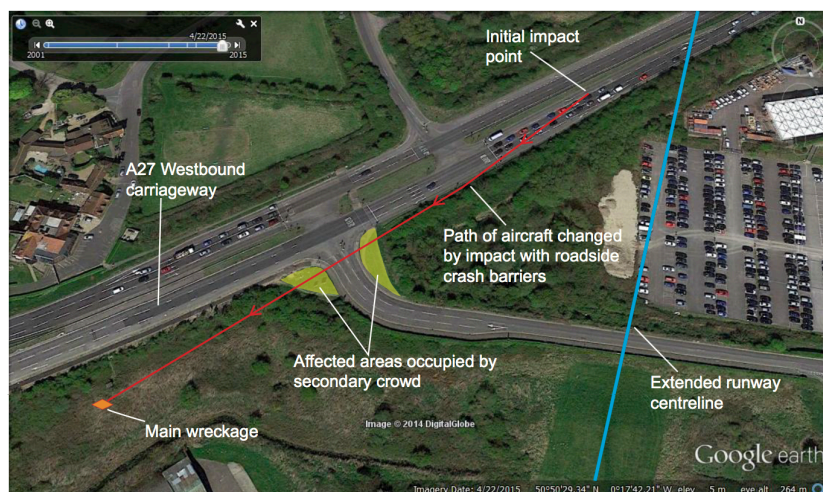 4/22/2015
2001
2015
N
Initial impact
point
A27 Westbound
carriageway
Path of aircraft changed
by impact with roadside
crash barriers
Affected areas occupied by
secondary crowd
Extended runway
centreline
Main wreckage
Image © 2014 DigitalGlobe
Google earth
Imagery Date: 4/22/2015 50°50'29.34" N 0°17'42.21" W elev 5 m eye alt 264 m